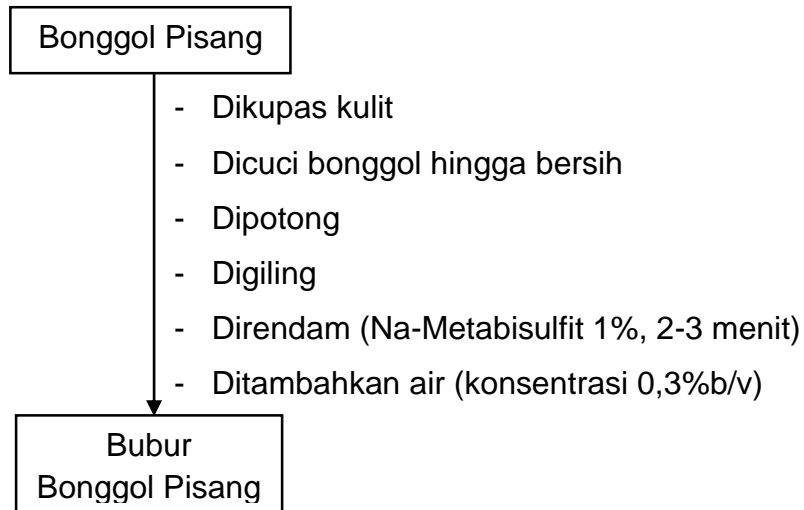 Bonggol Pisang
- Dikupas kulit
- Dicuci bonggol hingga bersih
- Dipotong
- Digiling
- Direndam (Na-Metabisulfit 1%, 2-3 menit)
- Ditambahkan air (konsentrasi 0,3%b/v)
Bubur
Bonggol Pisang